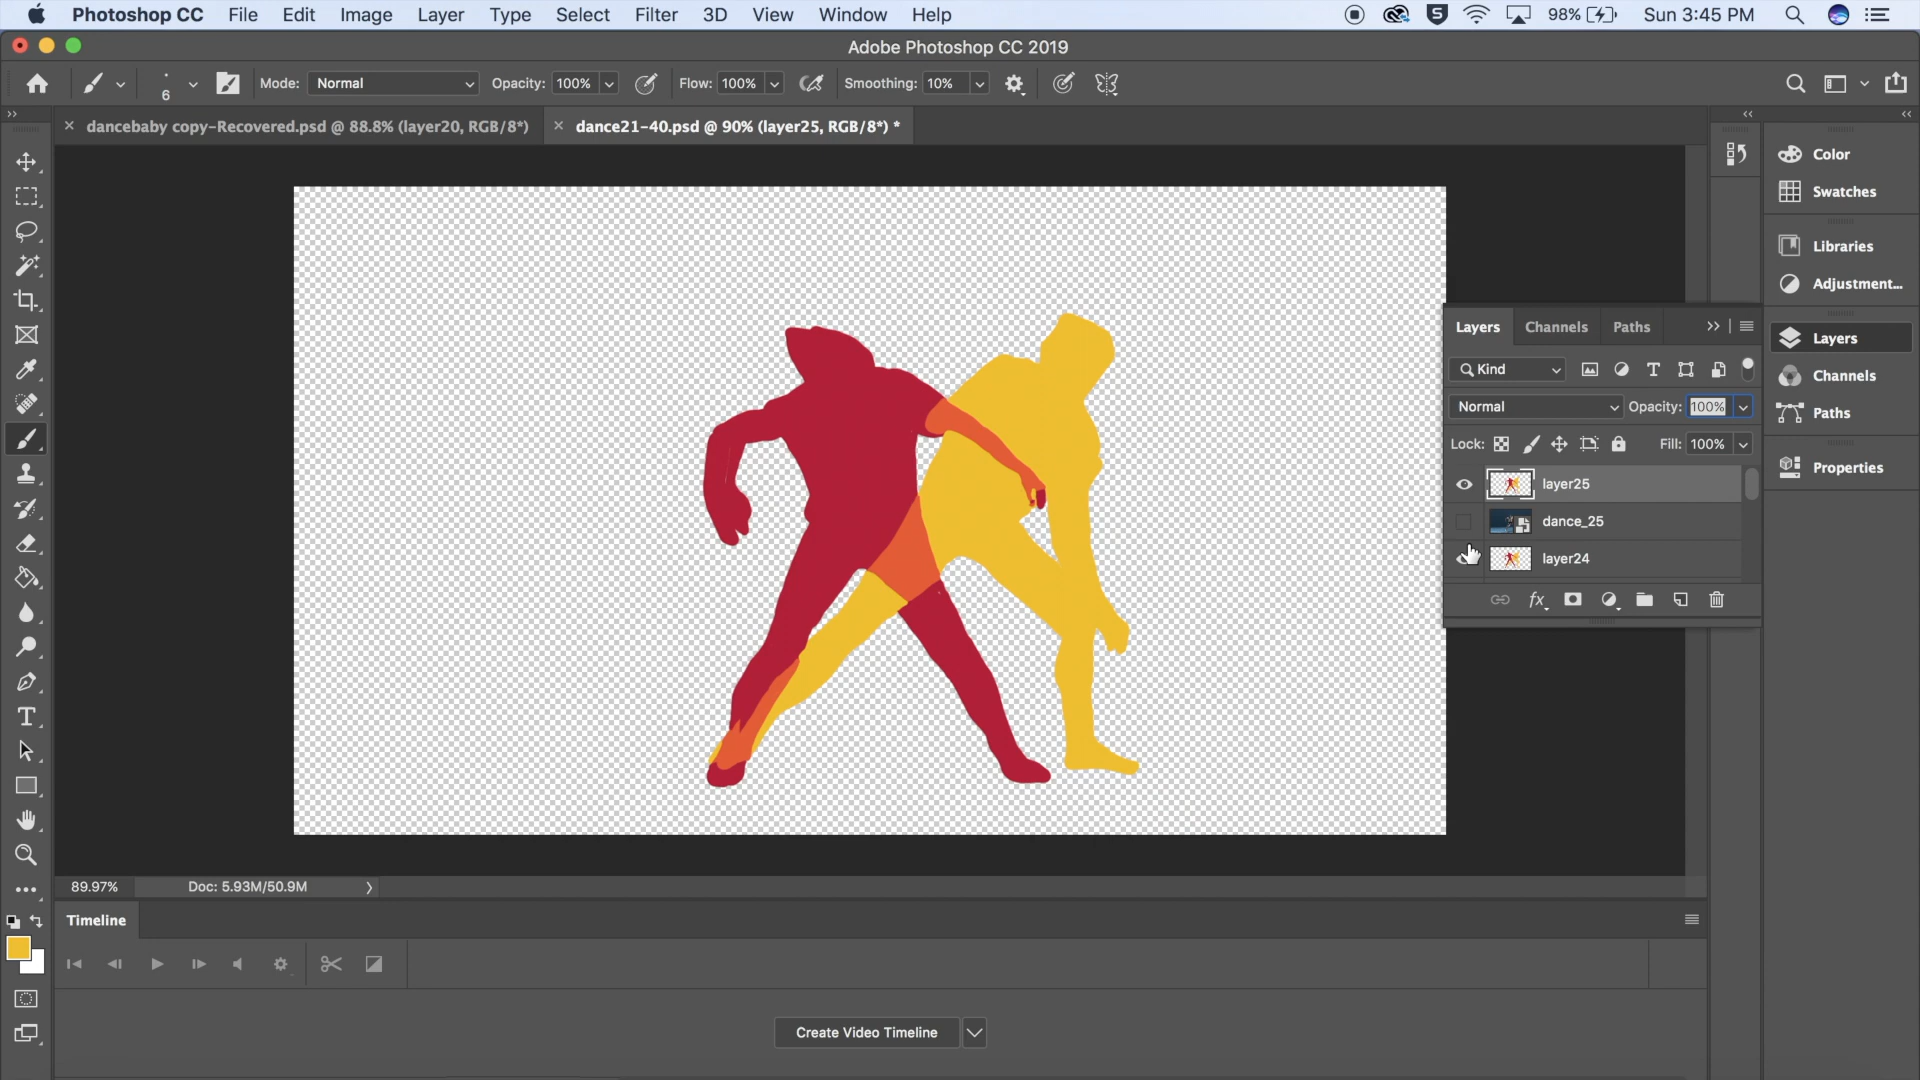 Photoshop CC File Edit Image Layer Type Select Filter 3D View Window Help 98% Sun 3:45 PM
Adobe Photoshop CC 2019
6 Mode: Normal Opacity: 100% Flow: 100% Smoothing: 10%
dancebaby copy-Recovered.psd @ 88.8% (layer20, RGB/8*) dance21-40.psd @ 90% (layer25, RGB/8*) *
Color
Swatches
Libraries
Adjustment...
Layers
Channels
Paths
Properties
Layers Channels Paths
Kind
Normal Opacity: 100%
Lock: Fill: 100%
layer25
dance_25
layer24
fx
89.97% Doc: 5.93M/50.9M
Timeline
Create Video Timeline